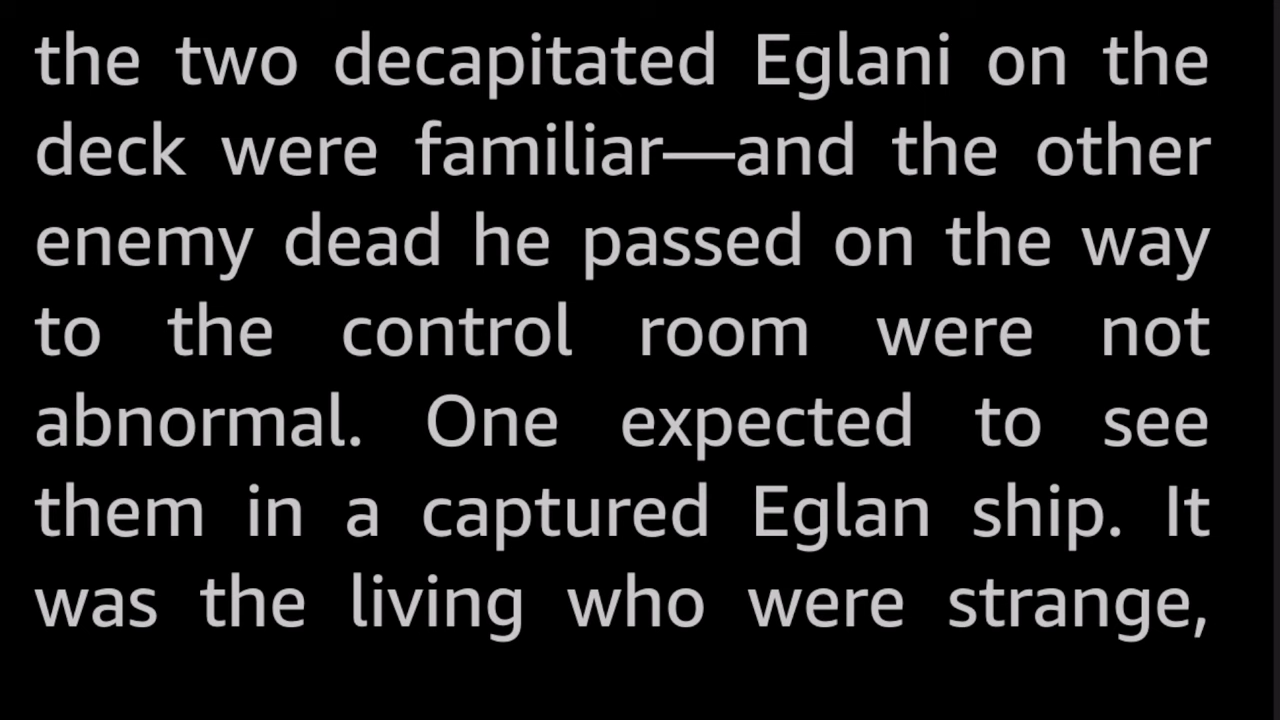 the two decapitated Eglani on the
deck were familiar—and the other
enemy dead he passed on the way
to the control room were not
abnormal. One expected to see
them in a captured Eglan ship. It
was the living who were strange,